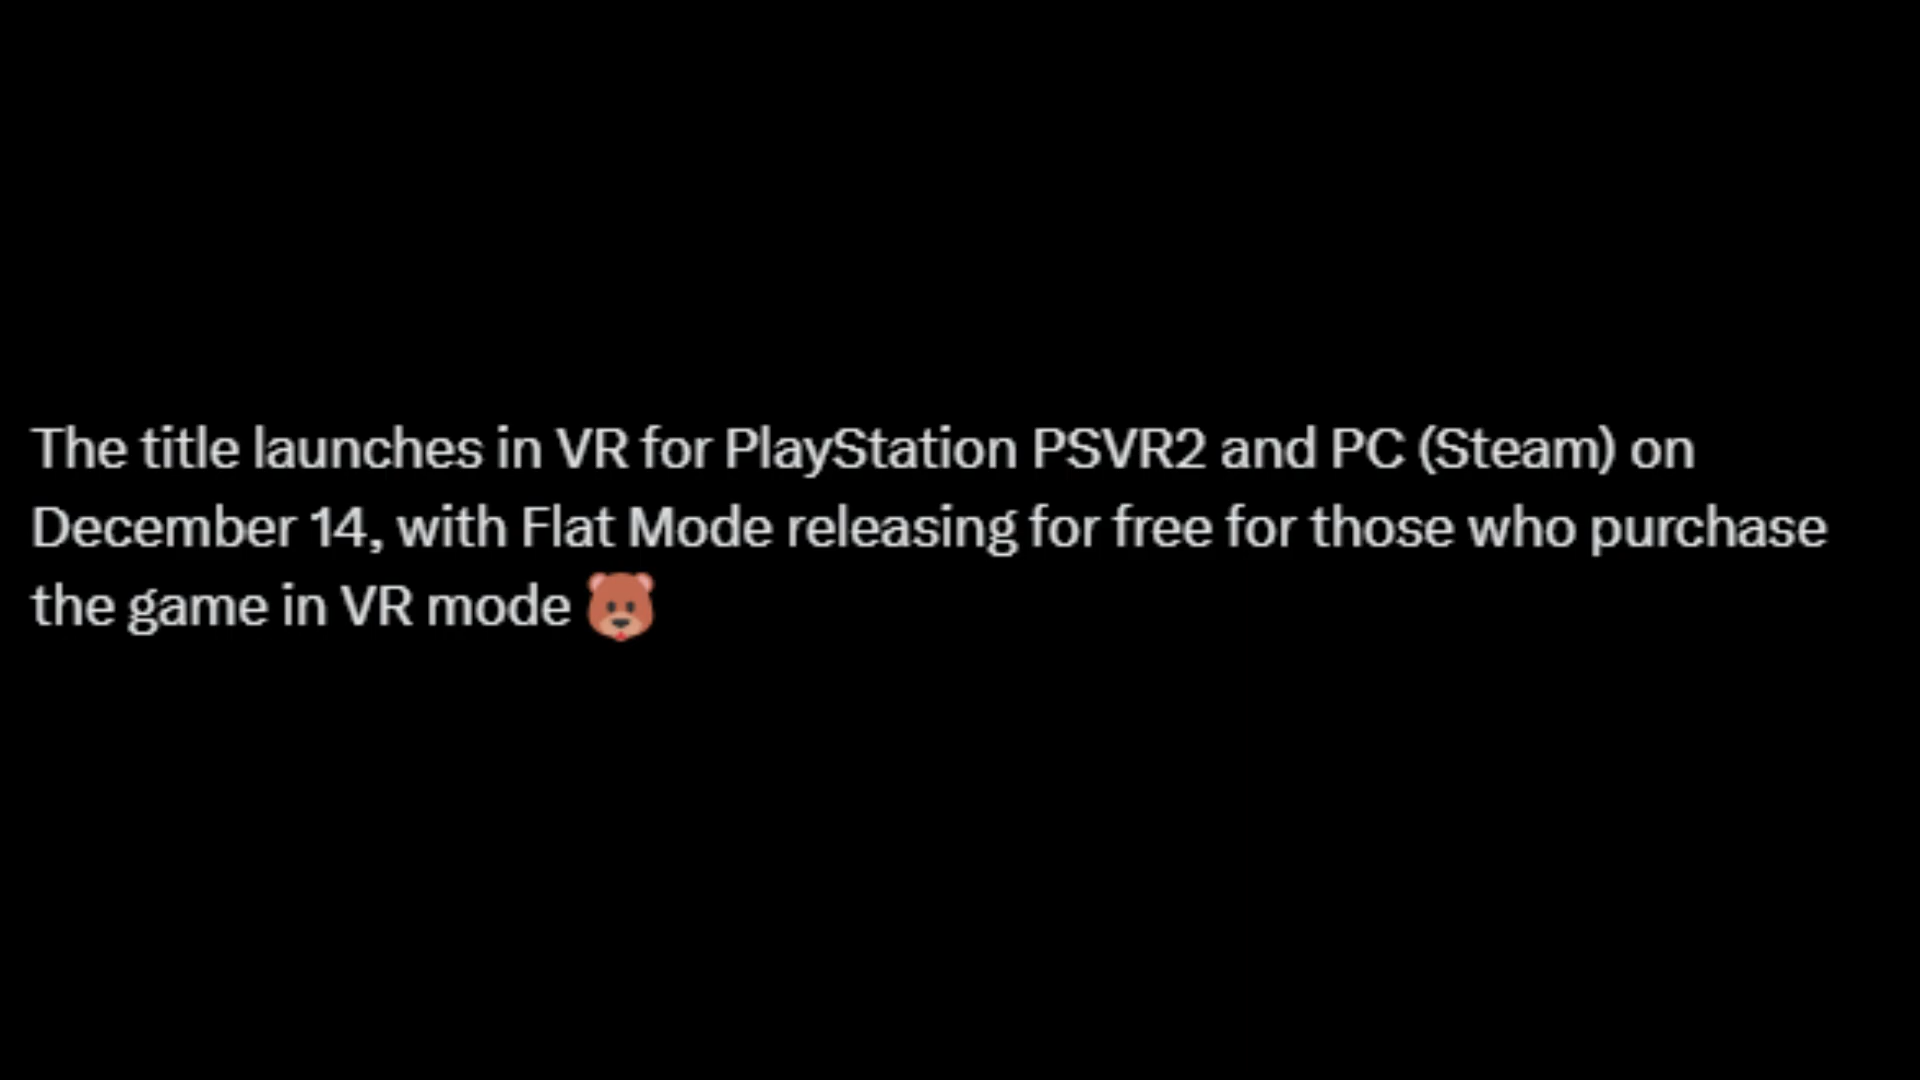 The title launches in VR for PlayStation PSVR2 and PC (Steam) on
December 14, with Flat Mode releasing for free for those who purchase
the game in VR mode 🐻